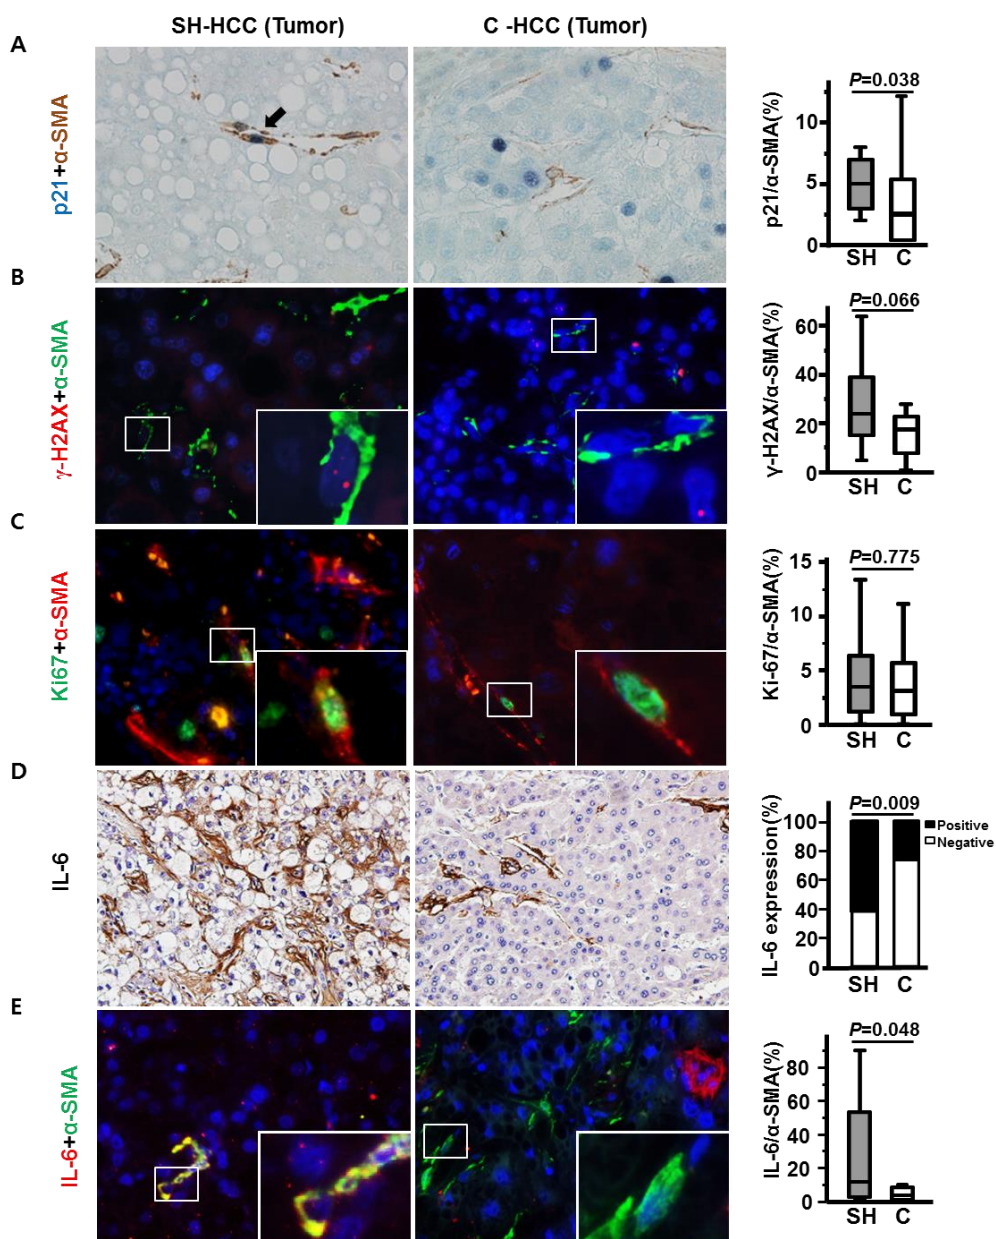 SH-HCC (Tumor)
C -HCC (Tumor)
A
p21+α-SMA
P=0.038
p21/α-SMA(%)
10
5
0
SH C
B
γ-H2AX+α-SMA
P=0.066
γ-H2AX/α-SMA(%)
60
40
20
0
SH C
C
Ki67+α-SMA
P=0.775
Ki-67/α-SMA(%)
15
10
5
0
SH C
D
IL-6
P=0.009
IL-6 expression(%)
100
80
60
40
20
0
Positive
Negative
SH C
E
IL-6+α-SMA
P=0.048
IL-6/α-SMA(%)
80
60
40
20
0
SH C